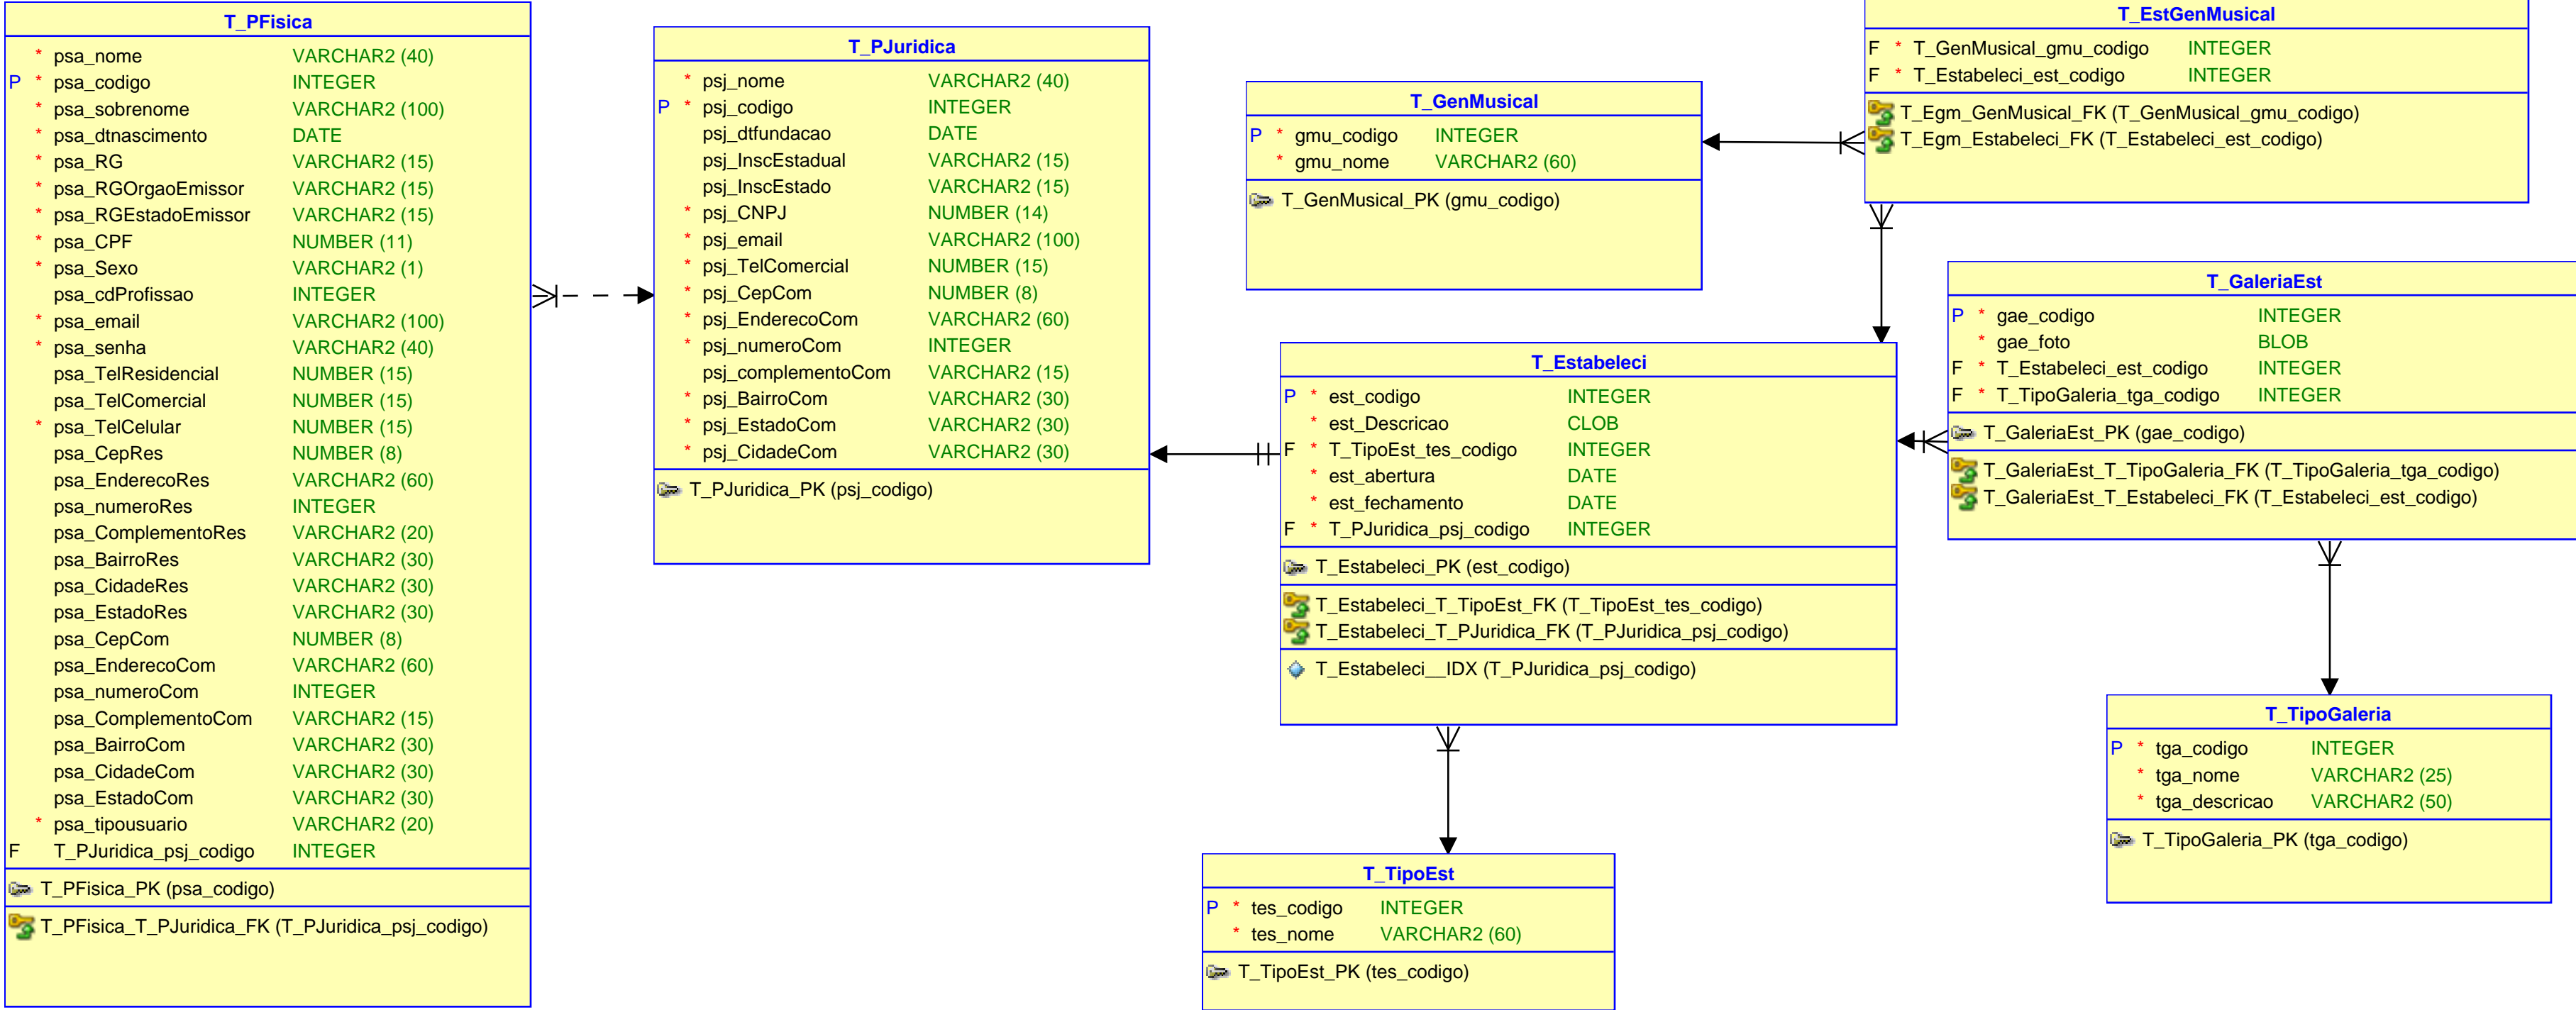 T_PFisica
* psa_nome VARCHAR2 (40)
P * psa_codigo INTEGER
* psa_sobrenome VARCHAR2 (100)
* psa_dtnascimento DATE
* psa_RG VARCHAR2 (15)
* psa_RGOrgaoEmissor VARCHAR2 (15)
* psa_RGEstadoEmissor VARCHAR2 (15)
* psa_CPF NUMBER (11)
* psa_Sexo VARCHAR2 (1)
psa_cdProfissao INTEGER
* psa_email VARCHAR2 (100)
* psa_senha VARCHAR2 (40)
psa_TelResidencial NUMBER (15)
psa_TelComercial NUMBER (15)
* psa_TelCelular NUMBER (15)
psa_CepRes NUMBER (8)
psa_EnderecoRes VARCHAR2 (60)
psa_numeroRes INTEGER
psa_ComplementoRes VARCHAR2 (20)
psa_BairroRes VARCHAR2 (30)
psa_CidadeRes VARCHAR2 (30)
psa_EstadoRes VARCHAR2 (30)
psa_CepCom NUMBER (8)
psa_EnderecoCom VARCHAR2 (60)
psa_numeroCom INTEGER
psa_ComplementoCom VARCHAR2 (15)
psa_BairroCom VARCHAR2 (30)
psa_CidadeCom VARCHAR2 (30)
psa_EstadoCom VARCHAR2 (30)
* psa_tipousuario VARCHAR2 (20)
F T_PJuridica_psj_codigo INTEGER
T_PFisica_PK (psa_codigo)
T_PFisica_T_PJuridica_FK (T_PJuridica_psj_codigo)
T_PJuridica
* psj_nome VARCHAR2 (40)
P * psj_codigo INTEGER
psj_dtfundacao DATE
psj_InscEstadual VARCHAR2 (15)
psj_InscEstado VARCHAR2 (15)
* psj_CNPJ NUMBER (14)
* psj_email VARCHAR2 (100)
* psj_TelComercial NUMBER (15)
* psj_CepCom NUMBER (8)
* psj_EnderecoCom VARCHAR2 (60)
* psj_numeroCom INTEGER
psj_complementoCom VARCHAR2 (15)
* psj_BairroCom VARCHAR2 (30)
* psj_EstadoCom VARCHAR2 (30)
* psj_CidadeCom VARCHAR2 (30)
T_PJuridica_PK (psj_codigo)
T_GenMusical
P * gmu_codigo INTEGER
* gmu_nome VARCHAR2 (60)
T_GenMusical_PK (gmu_codigo)
T_EstGenMusical
F * T_GenMusical_gmu_codigo INTEGER
F * T_Estabeleci_est_codigo INTEGER
T_Egm_GenMusical_FK (T_GenMusical_gmu_codigo)
T_Egm_Estabeleci_FK (T_Estabeleci_est_codigo)
T_Estabeleci
P * est_codigo INTEGER
* est_Descricao CLOB
F * T_TipoEst_tes_codigo INTEGER
* est_abertura DATE
* est_fechamento DATE
F * T_PJuridica_psj_codigo INTEGER
T_Estabeleci_PK (est_codigo)
T_Estabeleci_T_TipoEst_FK (T_TipoEst_tes_codigo)
T_Estabeleci_T_PJuridica_FK (T_PJuridica_psj_codigo)
T_Estabeleci__IDX (T_PJuridica_psj_codigo)
T_GaleriaEst
P * gae_codigo INTEGER
* gae_foto BLOB
F * T_Estabeleci_est_codigo INTEGER
F * T_TipoGaleria_tga_codigo INTEGER
T_GaleriaEst_PK (gae_codigo)
T_GaleriaEst_T_TipoGaleria_FK (T_TipoGaleria_tga_codigo)
T_GaleriaEst_T_Estabeleci_FK (T_Estabeleci_est_codigo)
T_TipoEst
P * tes_codigo INTEGER
* tes_nome VARCHAR2 (60)
T_TipoEst_PK (tes_codigo)
T_TipoGaleria
P * tga_codigo INTEGER
* tga_nome VARCHAR2 (25)
* tga_descricao VARCHAR2 (50)
T_TipoGaleria_PK (tga_codigo)